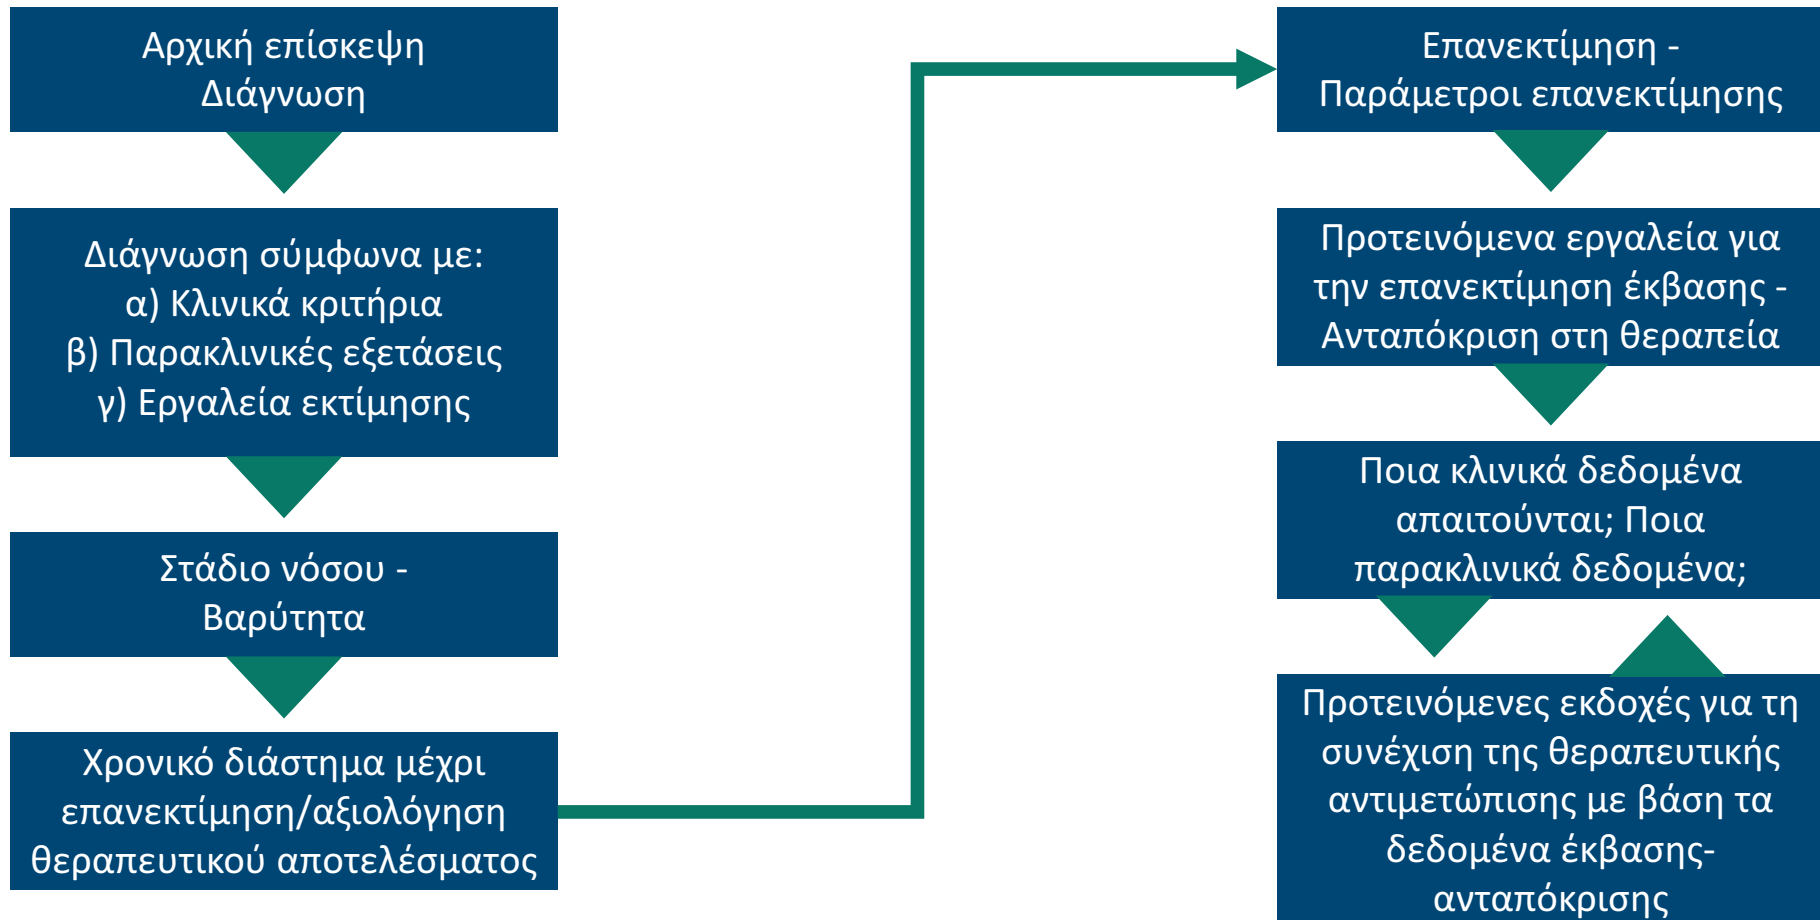 Αρχική επίσκεψη
Διάγνωση
Διάγνωση σύμφωνα με:
α) Κλινικά κριτήρια
β) Παρακλινικές εξετάσεις
γ) Εργαλεία εκτίμησης
Στάδιο νόσου -
Βαρύτητα
Χρονικό διάστημα μέχρι
επανεκτίμηση/αξιολόγηση
θεραπευτικού αποτελέσματος
Επανεκτίμηση -
Παράμετροι επανεκτίμησης
Προτεινόμενα εργαλεία για
την επανεκτίμηση έκβασης -
Ανταπόκριση στη θεραπεία
Ποια κλινικά δεδομένα
απαιτούνται; Ποια
παρακλινικά δεδομένα;
Προτεινόμενες εκδοχές για τη
συνέχιση της θεραπευτικής
αντιμετώπισης με βάση τα
δεδομένα έκβασης-
ανταπόκρισης